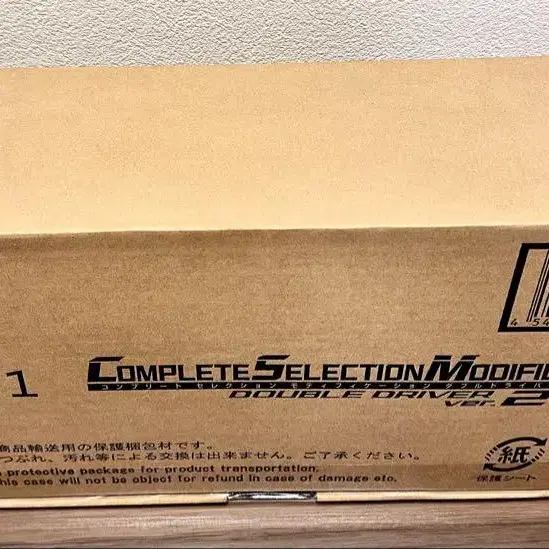 4 54
1
COMPLETE SELECTION MODIFI
コンプリート セレクション モディフィケーション ダブルドライバ
DOUBLE DRIVER
ver. 2
商品輸送用の保護梱包材です。
つぶれ、汚れ等による交換は出来ません。ご了承ください。
protective package for product transportation.
his case will not be object for refund in case of damage etc.
紙
保護シート